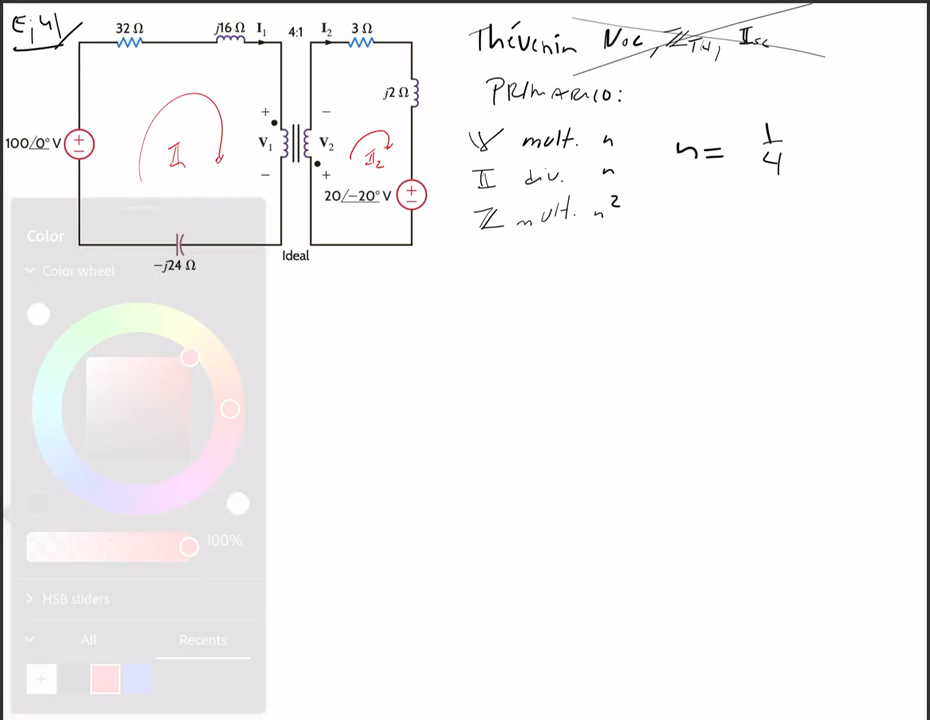 Ej 41
32 Ω
j16 Ω
I₁
4:1
I₂
3 Ω
j2 Ω
+
V₁
−
−
V₂
+
100/0° V
+
−
I
I₂
20/−20° V
+
−
−j24 Ω
Ideal
Thévenin Voc, ZTH, Isc
PRIMARIO:
V mult. n
I div. n
Z mult. n²
n = 1/4
Color
Color wheel
100%
HSB sliders
All
Recents
+